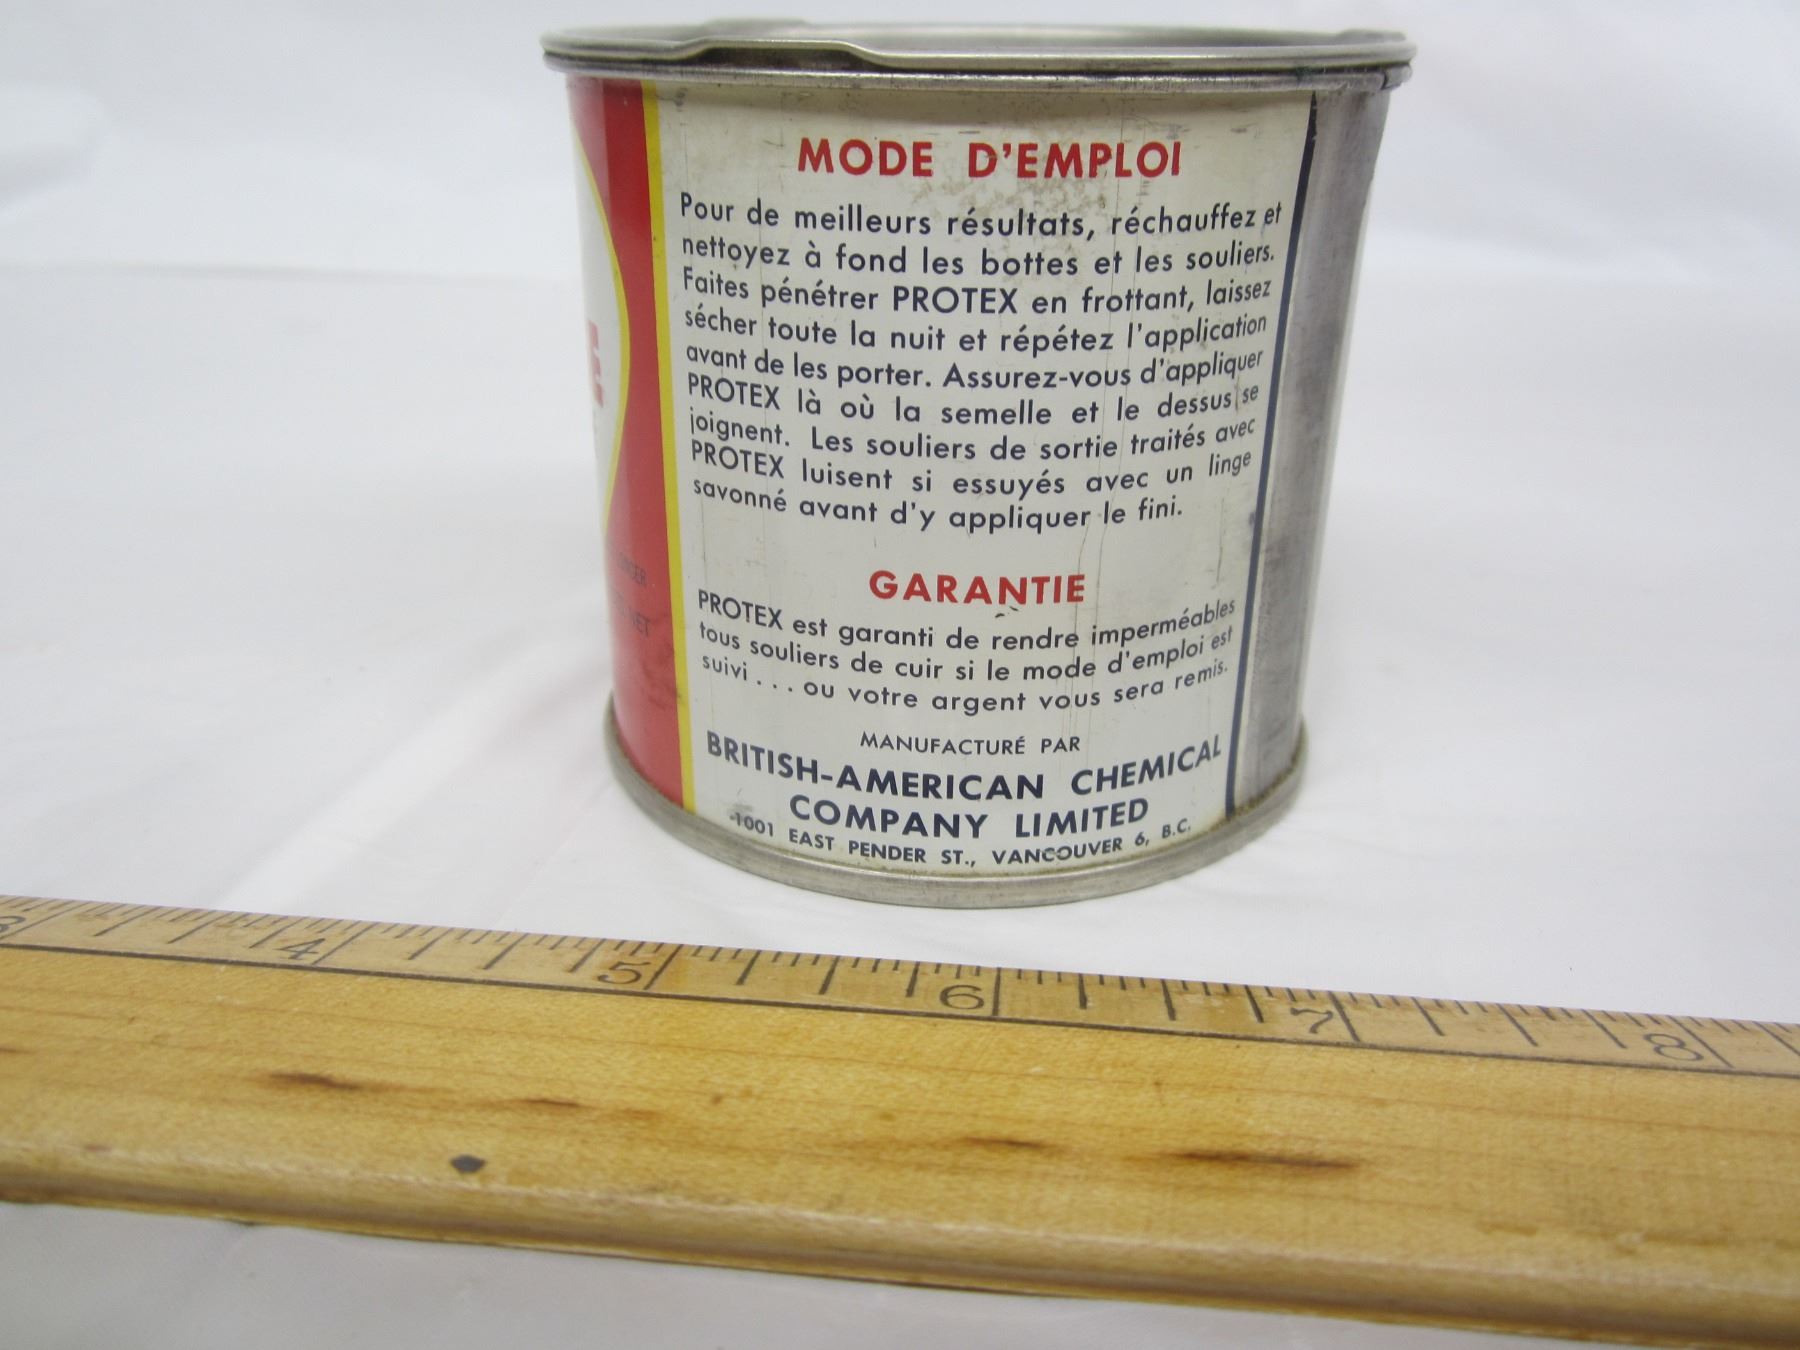 MODE D'EMPLOI
Pour de meilleurs résultats, réchauffez et
nettoyez à fond les bottes et les souliers.
Faites pénétrer PROTEX en frottant, laissez
sécher toute la nuit et répétez l'application
avant de les porter. Assurez-vous d'appliquer
PROTEX là où la semelle et le dessus se
joignent. Les souliers de sortie traités avec
PROTEX luisent si essuyés avec un linge
savonné avant d'y appliquer le fini.
GARANTIE
PROTEX est garanti de rendre imperméables
tous souliers de cuir si le mode d'emploi est
suivi . . . ou votre argent vous sera remis.
MANUFACTURÉ PAR
BRITISH-AMERICAN CHEMICAL
COMPANY LIMITED
1001 EAST PENDER ST., VANCOUVER 6, B.C.
3 4 5 6 7 8